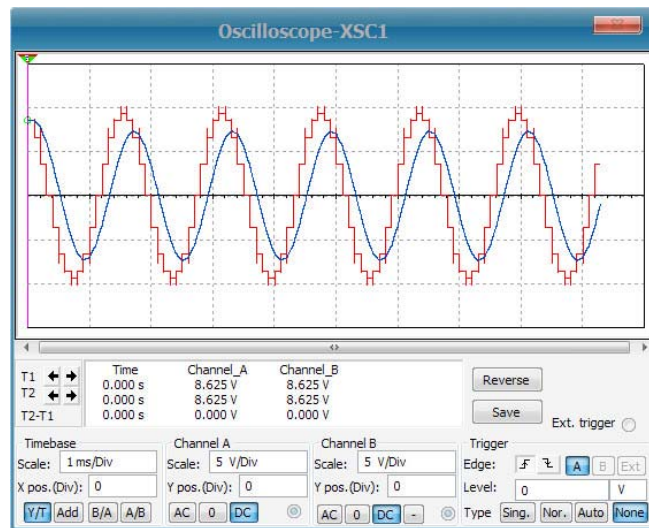 Oscilloscope-XSC1
Time Channel_A Channel_B
T1 0.000 s 8.625 V 8.625 V
T2 0.000 s 8.625 V 8.625 V
T2-T1 0.000 s 0.000 V 0.000 V
Reverse
Save
Ext. trigger
Timebase
Scale: 1 ms/Div
X pos.(Div): 0
Y/T Add B/A A/B
Channel A
Scale: 5 V/Div
Y pos.(Div): 0
AC 0 DC
Channel B
Scale: 5 V/Div
Y pos.(Div): 0
AC 0 DC -
Trigger
Edge: A B Ext
Level: 0 V
Type Sing. Nor. Auto None